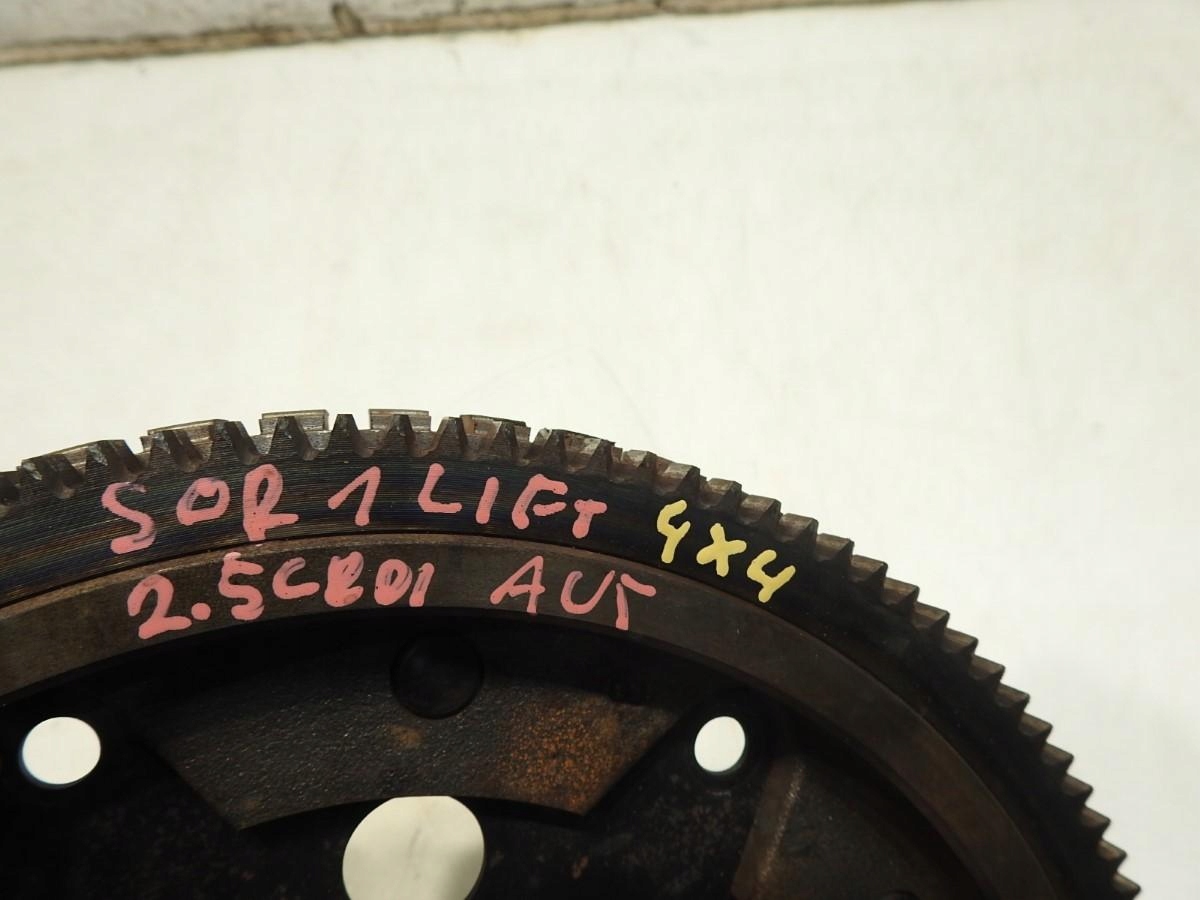 SOR 1 LIFT 4X4
2.5CRDI AUT